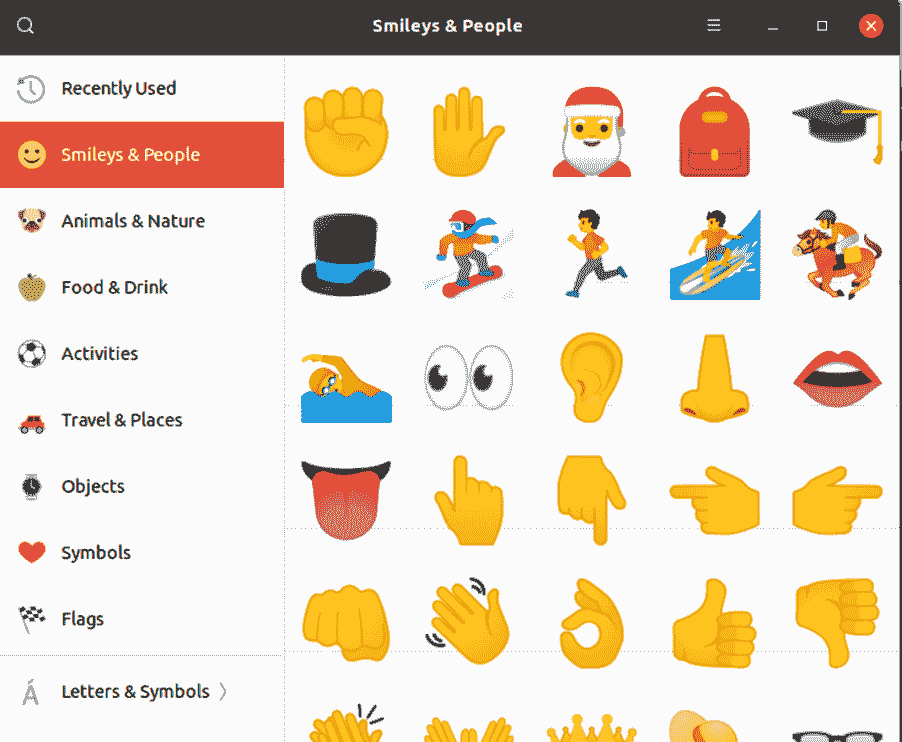 Smileys & People
Recently Used
Smileys & People
Animals & Nature
Food & Drink
Activities
Travel & Places
Objects
Symbols
Flags
Letters & Symbols